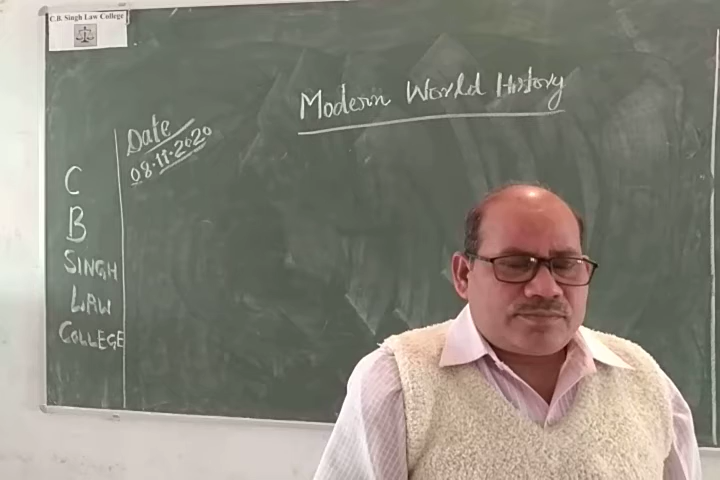 C.B. Singh Law College
Modern World History
Date
08.11.2020
C
B
SINGH
LAW
COLLEGE